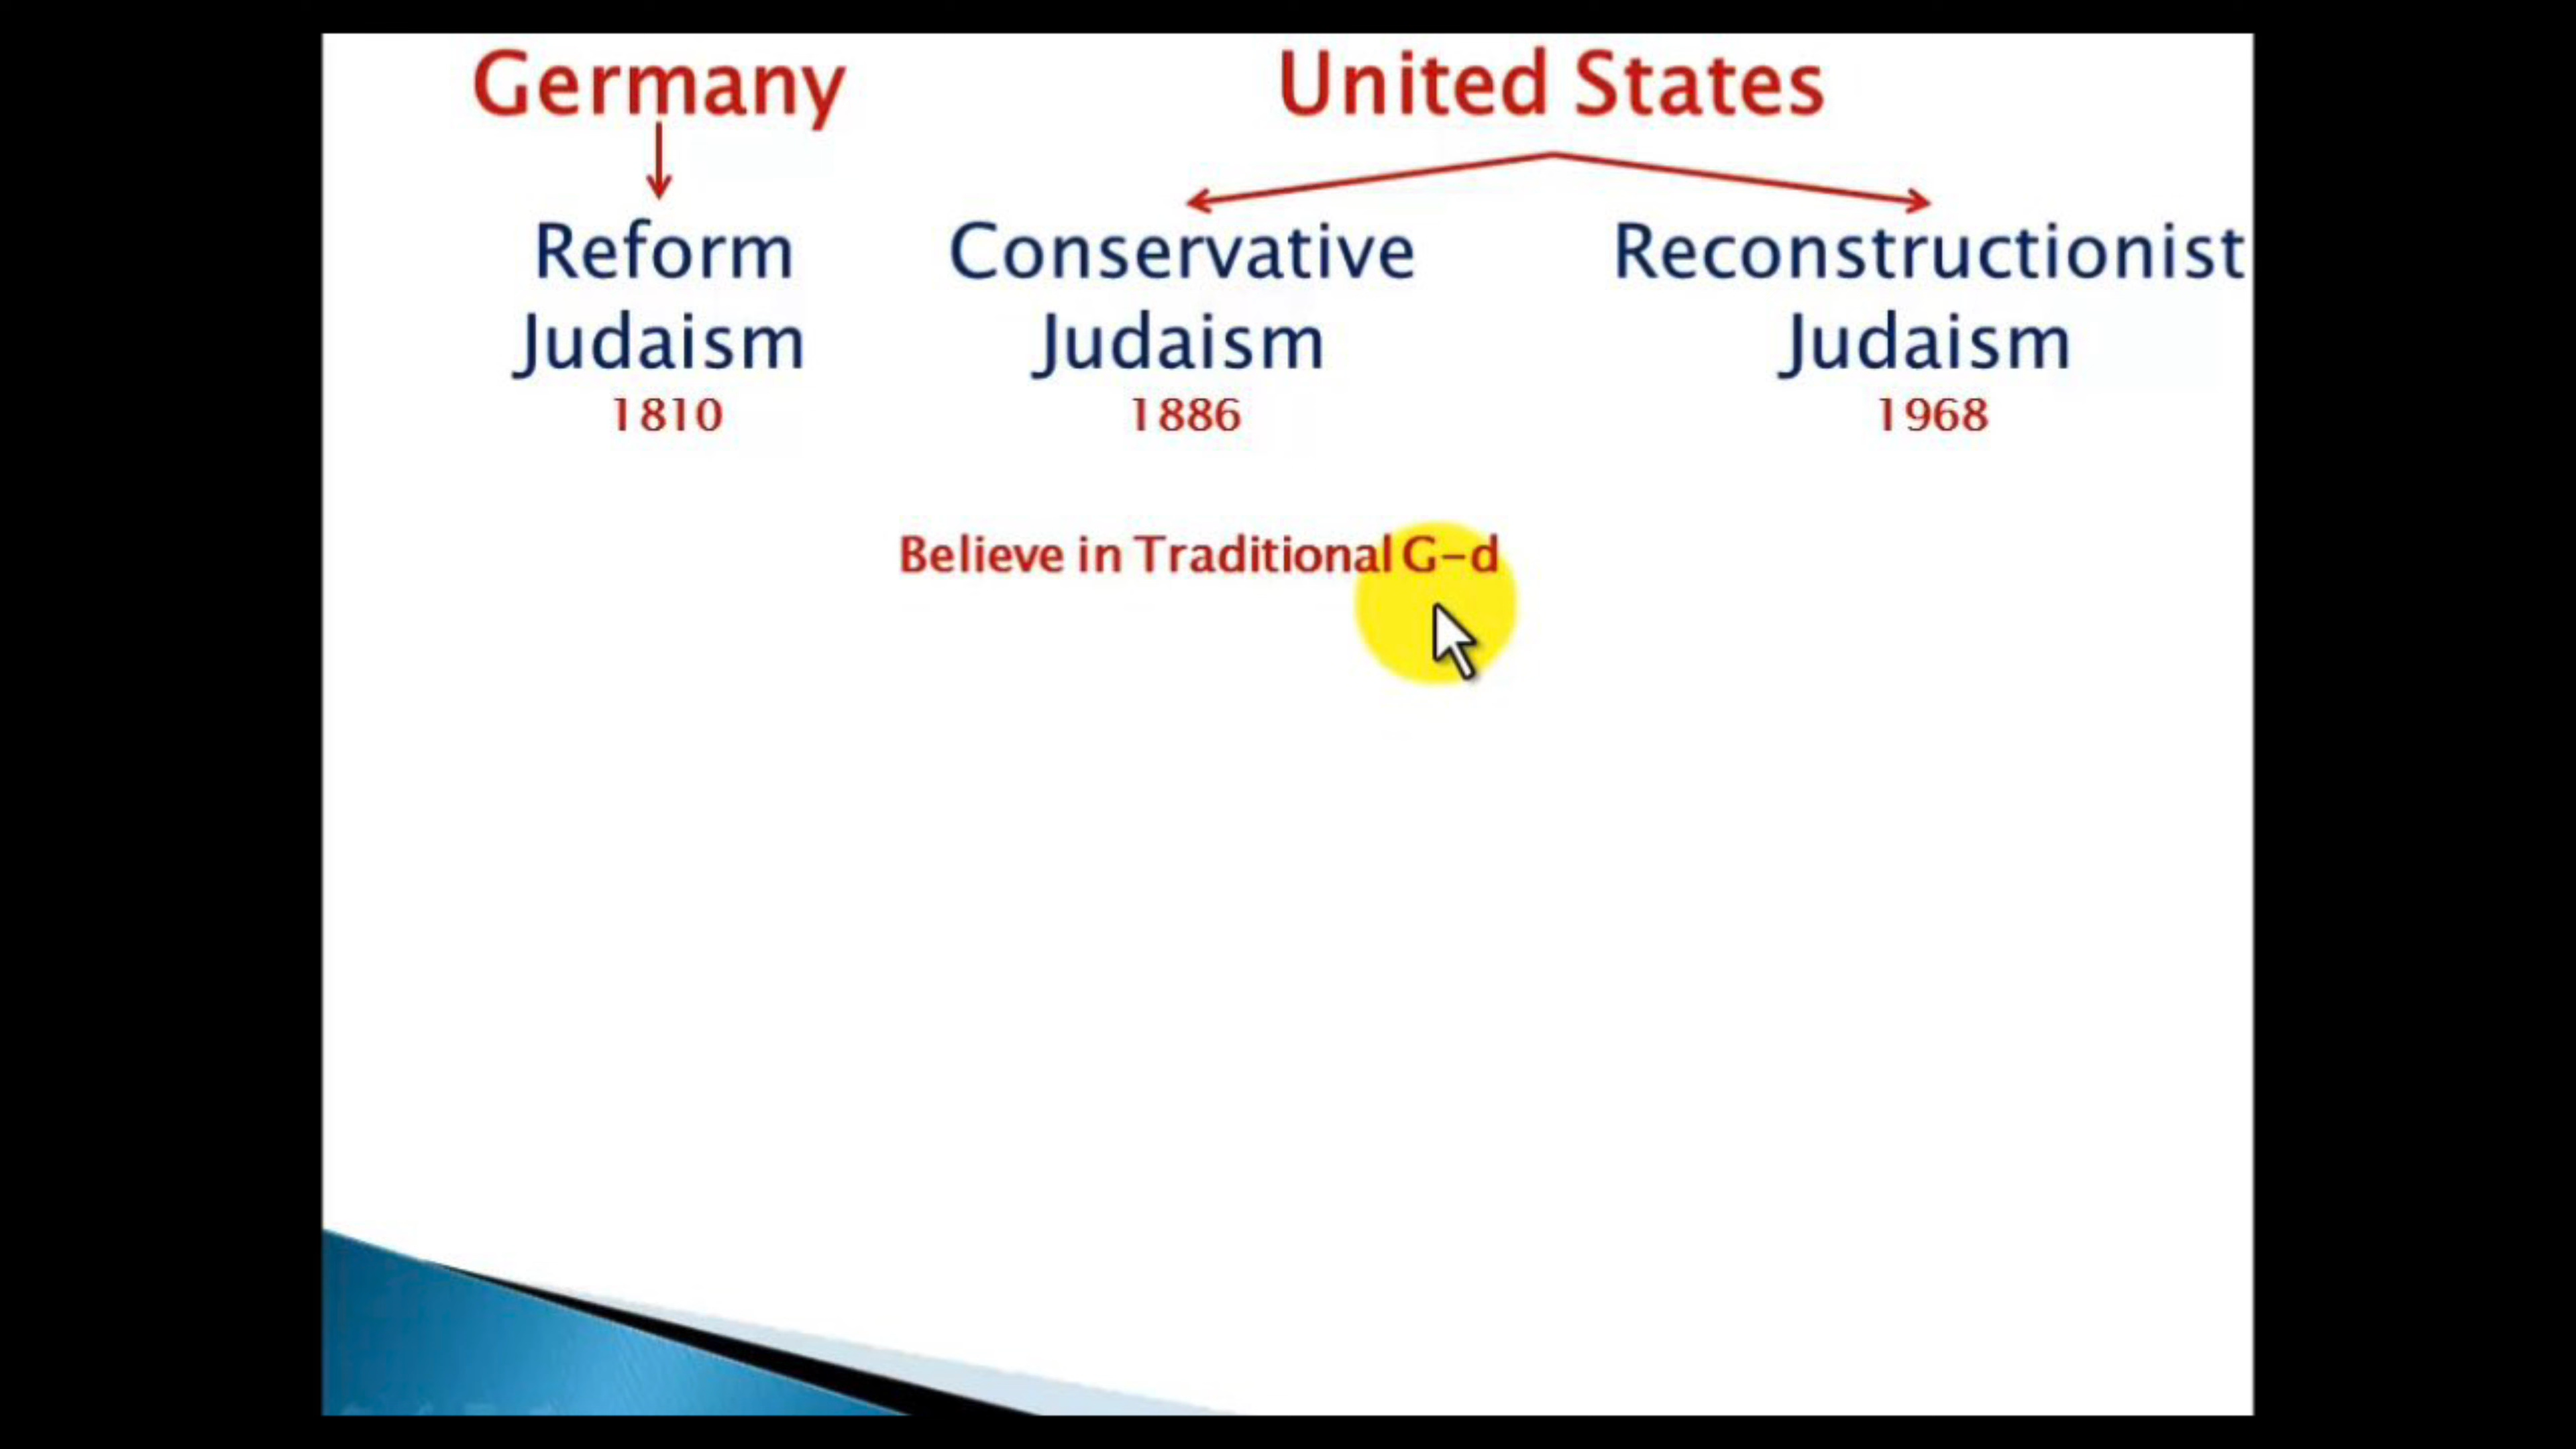 Germany
United States
Reform
Judaism
1810
Conservative
Judaism
1886
Reconstructionist
Judaism
1968
Believe in Traditional G-d